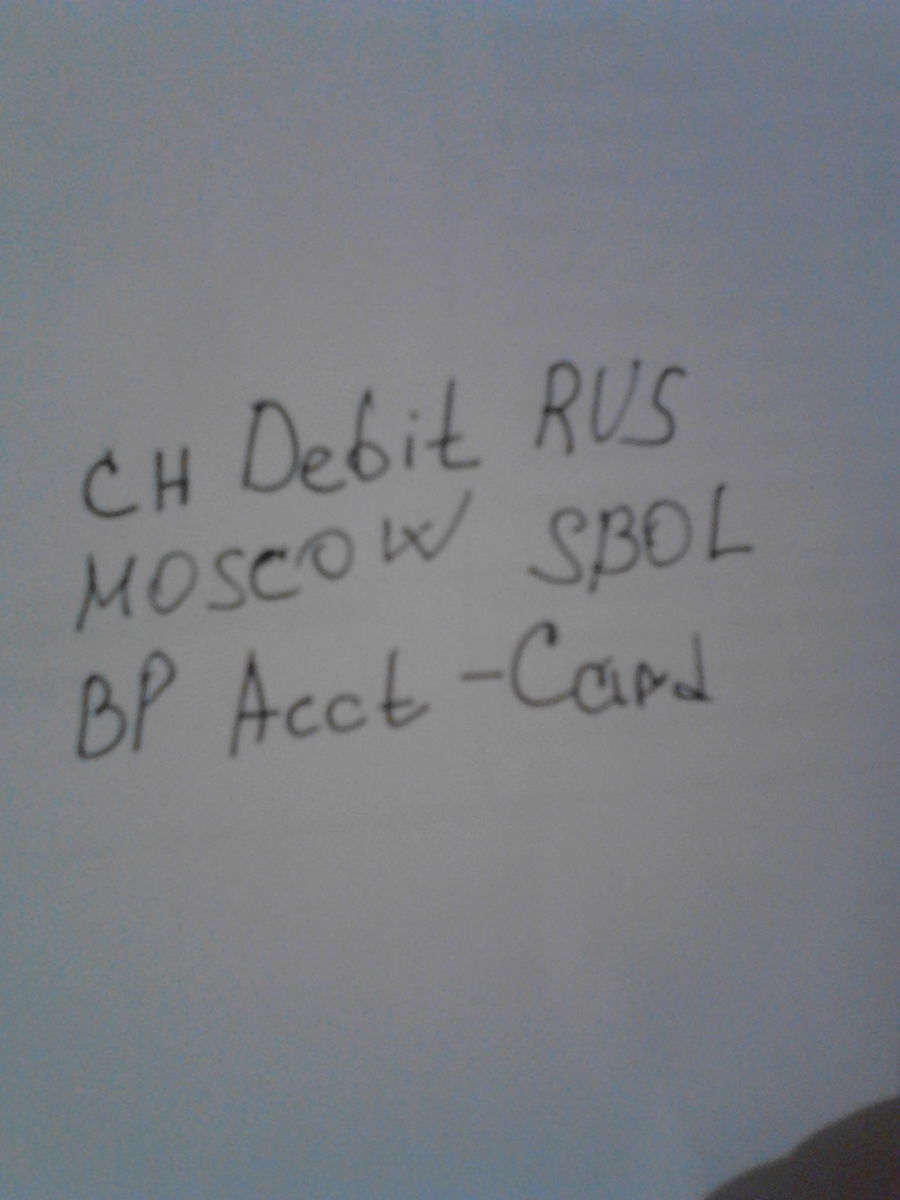 CH Debit RUS
MOSCOW SBOL
BP Acct - Card